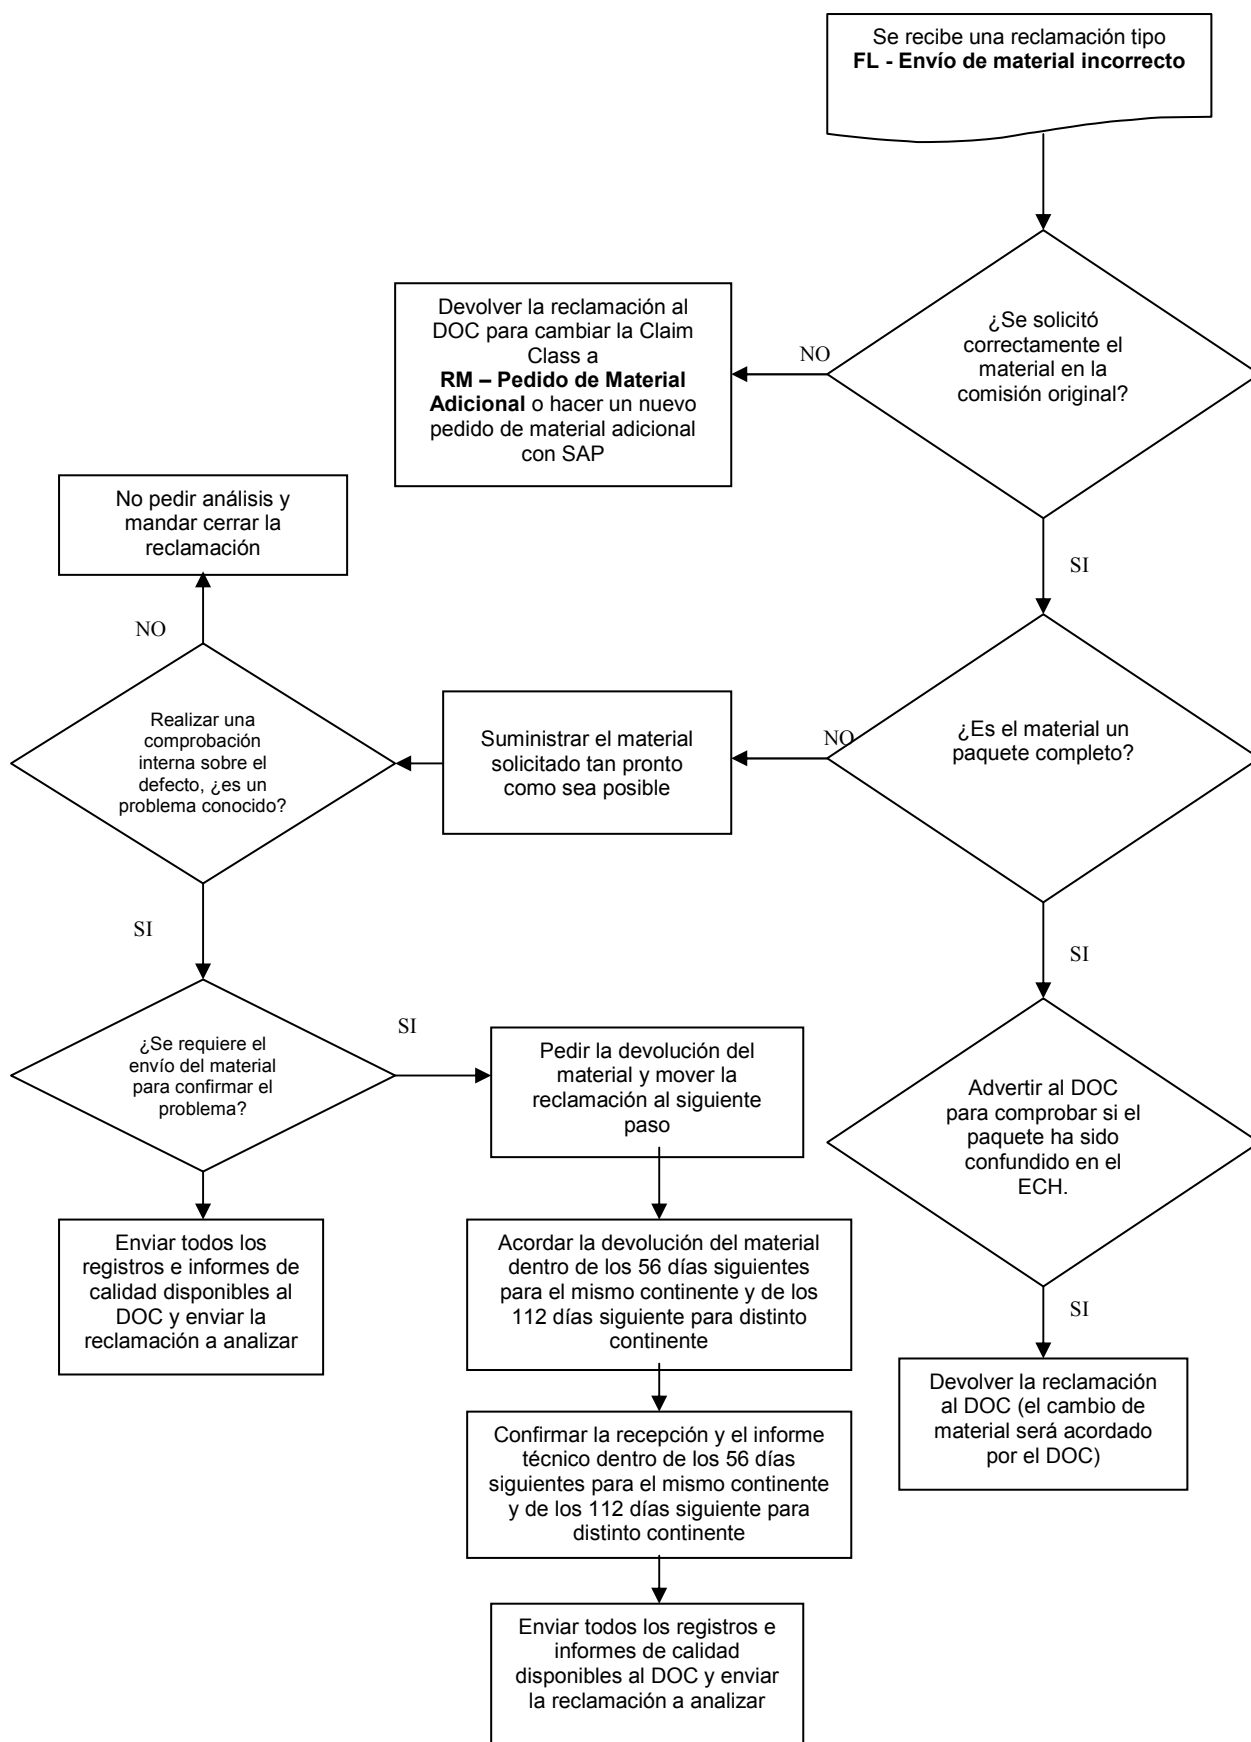 Se recibe una reclamación tipo
FL - Envío de material incorrecto
¿Se solicitó
correctamente el
material en la
comisión original?
NO
Devolver la reclamación al
DOC para cambiar la Claim
Class a
RM – Pedido de Material
Adicional o hacer un nuevo
pedido de material adicional
con SAP
SI
No pedir análisis y
mandar cerrar la
reclamación
NO
¿Es el material un
paquete completo?
NO
Suministrar el material
solicitado tan pronto
como sea posible
Realizar una
comprobación
interna sobre el
defecto, ¿es un
problema conocido?
SI
SI
¿Se requiere el
envío del material
para confirmar el
problema?
SI
Pedir la devolución del
material y mover la
reclamación al siguiente
paso
Advertir al DOC
para comprobar si el
paquete ha sido
confundido en el
ECH.
Enviar todos los
registros e informes de
calidad disponibles al
DOC y enviar la
reclamación a analizar
Acordar la devolución del material
dentro de los 56 días siguientes
para el mismo continente y de los
112 días siguiente para distinto
continente
SI
Devolver la reclamación
al DOC (el cambio de
material será acordado
por el DOC)
Confirmar la recepción y el informe
técnico dentro de los 56 días
siguientes para el mismo continente
y de los 112 días siguiente para
distinto continente
Enviar todos los registros e
informes de calidad
disponibles al DOC y enviar
la reclamación a analizar